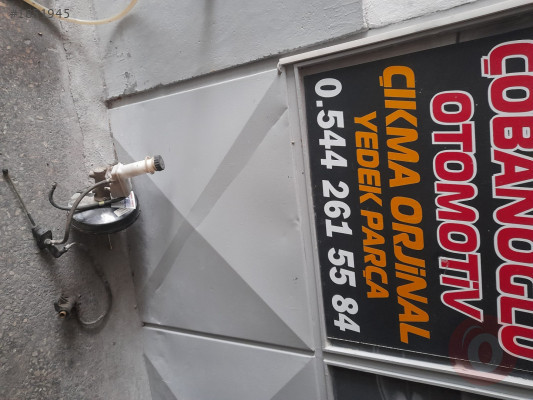 ÇOBANOĞLU
OTOMOTİV
ÇIKMA ORJİNAL
YEDEK PARÇA
0.544 261 55 84